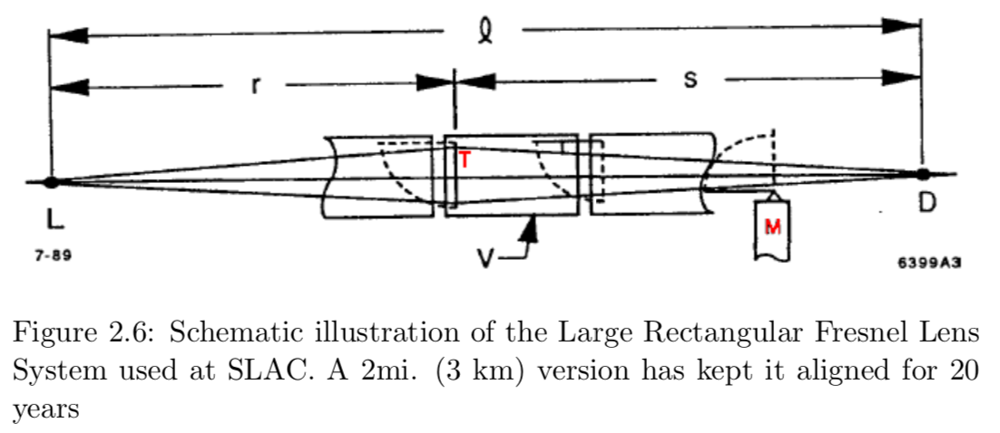 ℓ
r
s
T
L
D
M
V
7-89
6399A3
Figure 2.6: Schematic illustration of the Large Rectangular Fresnel Lens
System used at SLAC. A 2mi. (3 km) version has kept it aligned for 20
years